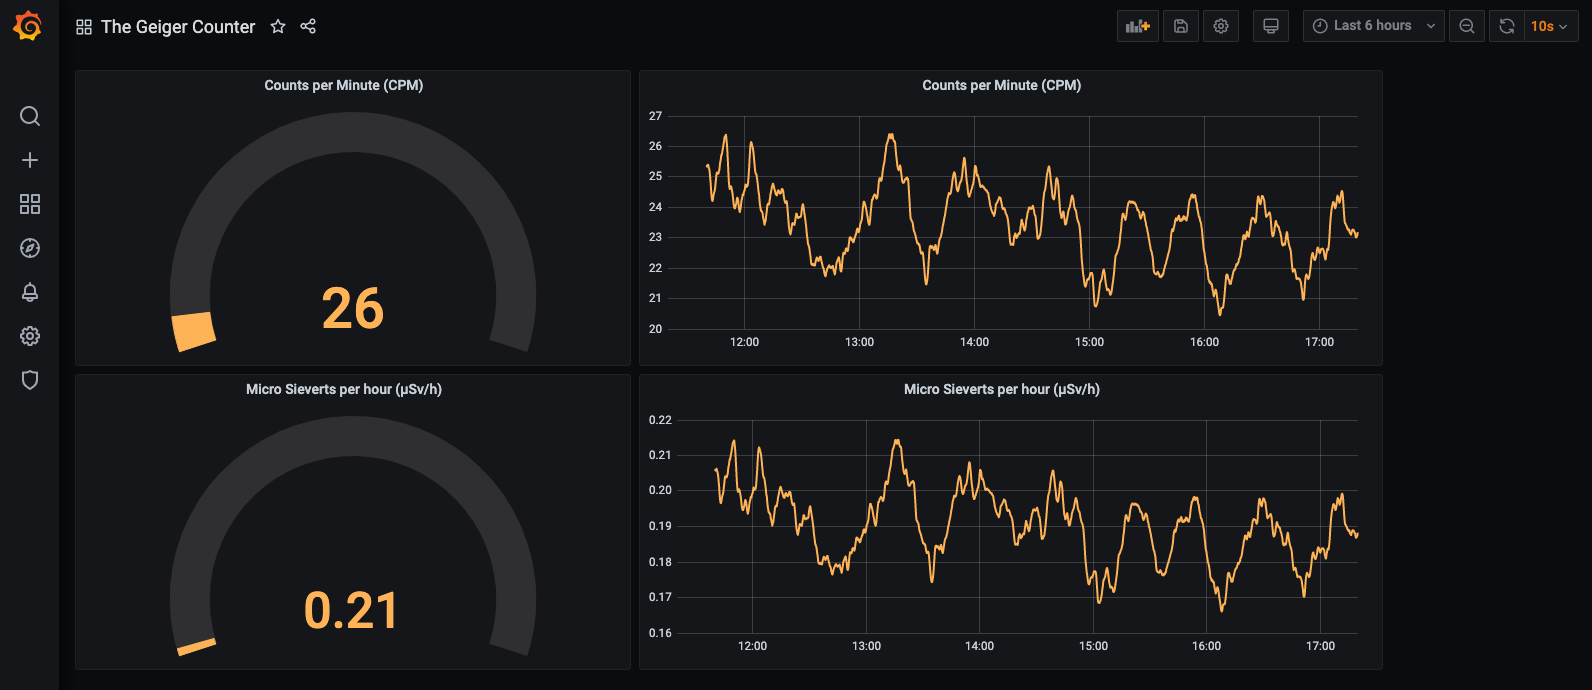 The Geiger Counter
Last 6 hours
10s
Counts per Minute (CPM)
26
Counts per Minute (CPM)
27
26
25
24
23
22
21
20
12:00 13:00 14:00 15:00 16:00 17:00
Micro Sieverts per hour (µSv/h)
0.21
Micro Sieverts per hour (µSv/h)
0.22
0.21
0.20
0.19
0.18
0.17
0.16
12:00 13:00 14:00 15:00 16:00 17:00